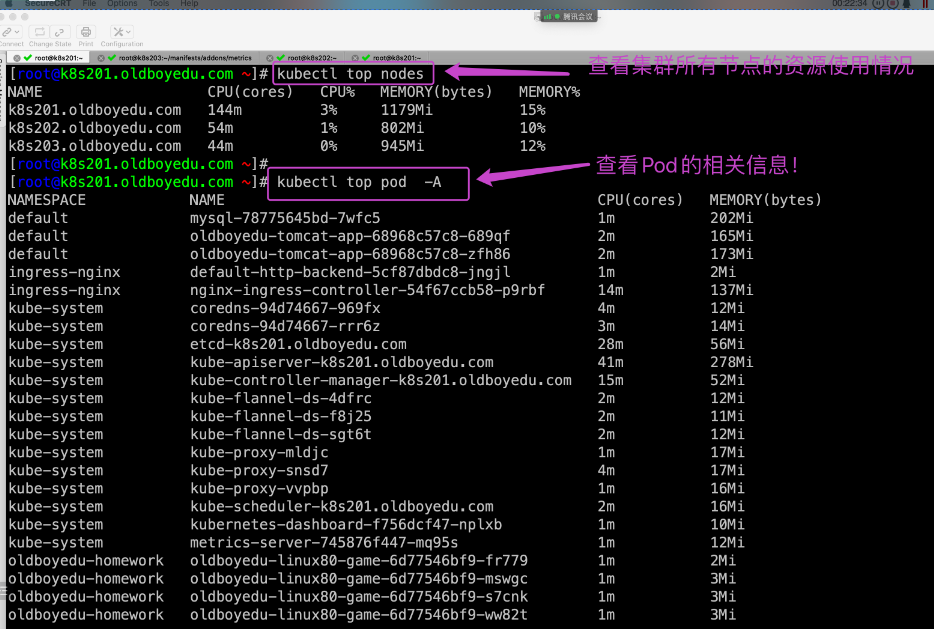 SecureCRT File Options Tools Help 00:22:34
腾讯会议
Connect Change State Print Configuration
root@k8s201:~ root@k8s203:~/manifests/addons/metrics root@k8s202:~ root@k8s201:~
[root@k8s201.oldboyedu.com ~]# kubectl top nodes 查看集群所有节点的资源使用情况
NAME CPU(cores) CPU% MEMORY(bytes) MEMORY%
k8s201.oldboyedu.com 144m 3% 1179Mi 15%
k8s202.oldboyedu.com 54m 1% 802Mi 10%
k8s203.oldboyedu.com 44m 0% 945Mi 12%
[root@k8s201.oldboyedu.com ~]#
[root@k8s201.oldboyedu.com ~]# kubectl top pod -A 查看Pod的相关信息!
NAMESPACE NAME CPU(cores) MEMORY(bytes)
default mysql-78775645bd-7wfc5 1m 202Mi
default oldboyedu-tomcat-app-68968c57c8-689qf 2m 165Mi
default oldboyedu-tomcat-app-68968c57c8-zfh86 2m 173Mi
ingress-nginx default-http-backend-5cf87dbdc8-jngjl 1m 2Mi
ingress-nginx nginx-ingress-controller-54f67ccb58-p9rbf 14m 137Mi
kube-system coredns-94d74667-969fx 4m 12Mi
kube-system coredns-94d74667-rrr6z 3m 14Mi
kube-system etcd-k8s201.oldboyedu.com 28m 56Mi
kube-system kube-apiserver-k8s201.oldboyedu.com 41m 278Mi
kube-system kube-controller-manager-k8s201.oldboyedu.com 15m 52Mi
kube-system kube-flannel-ds-4dfrc 2m 12Mi
kube-system kube-flannel-ds-f8j25 2m 11Mi
kube-system kube-flannel-ds-sgt6t 2m 12Mi
kube-system kube-proxy-mldjc 1m 17Mi
kube-system kube-proxy-snsd7 4m 17Mi
kube-system kube-proxy-vvpbp 1m 16Mi
kube-system kube-scheduler-k8s201.oldboyedu.com 2m 16Mi
kube-system kubernetes-dashboard-f756dcf47-nplxb 1m 10Mi
kube-system metrics-server-745876f447-mq95s 1m 12Mi
oldboyedu-homework oldboyedu-linux80-game-6d77546bf9-fr779 1m 2Mi
oldboyedu-homework oldboyedu-linux80-game-6d77546bf9-mswgc 1m 3Mi
oldboyedu-homework oldboyedu-linux80-game-6d77546bf9-s7cnk 1m 3Mi
oldboyedu-homework oldboyedu-linux80-game-6d77546bf9-ww82t 1m 3Mi